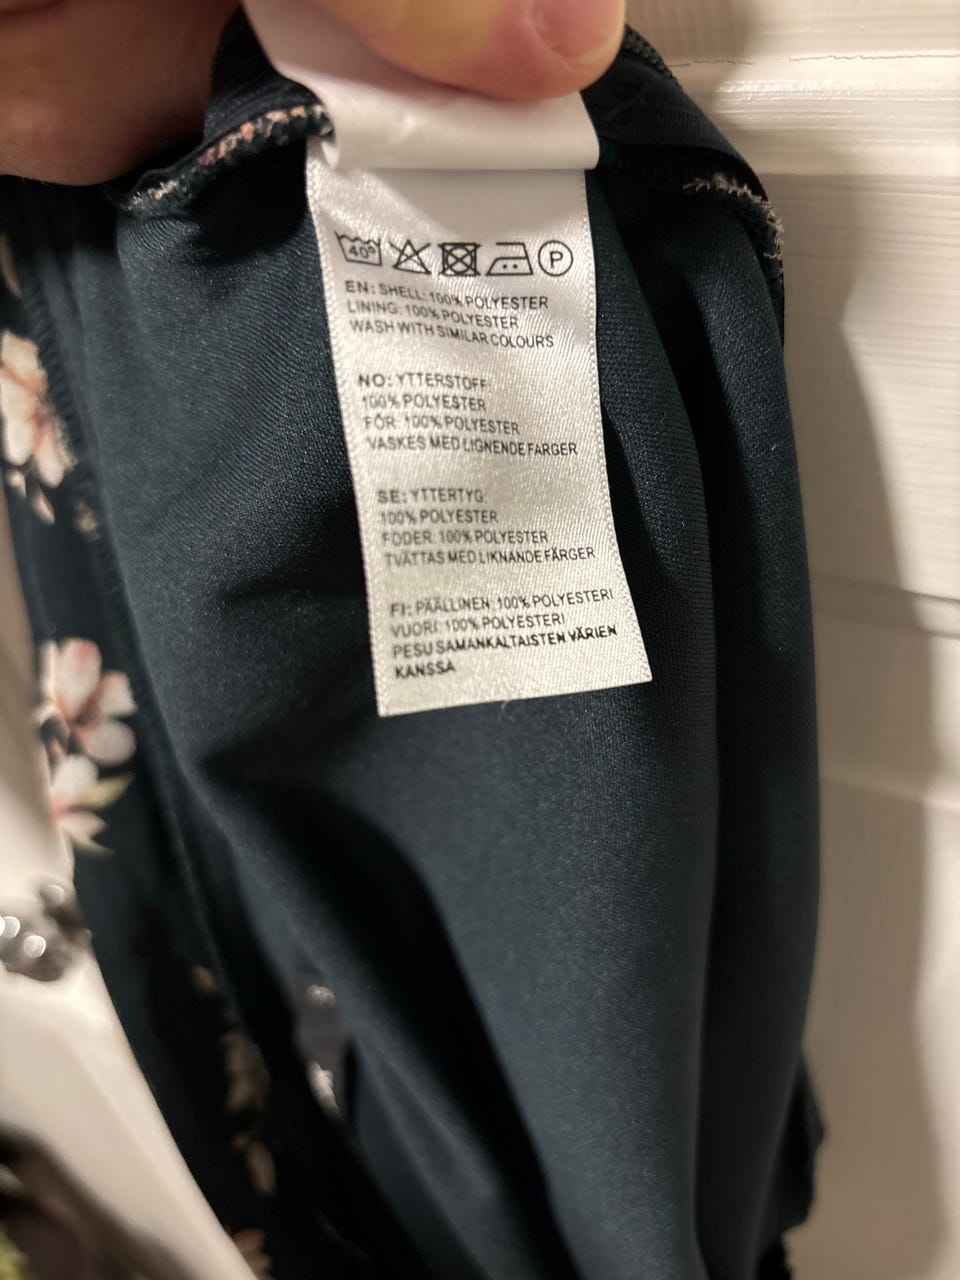 40°
P
EN: SHELL: 100% POLYESTER
LINING: 100% POLYESTER
WASH WITH SIMILAR COLOURS
NO: YTTERSTOFF:
100% POLYESTER
FÔR: 100% POLYESTER
VASKES MED LIGNENDE FARGER
SE: YTTERTYG:
100% POLYESTER
FODER: 100% POLYESTER
TVÄTTAS MED LIKNANDE FÄRGER
FI: PÄÄLLINEN: 100% POLYESTERI
VUORI: 100% POLYESTERI
PESU SAMANKALTAISTEN VÄRIEN
KANSSA